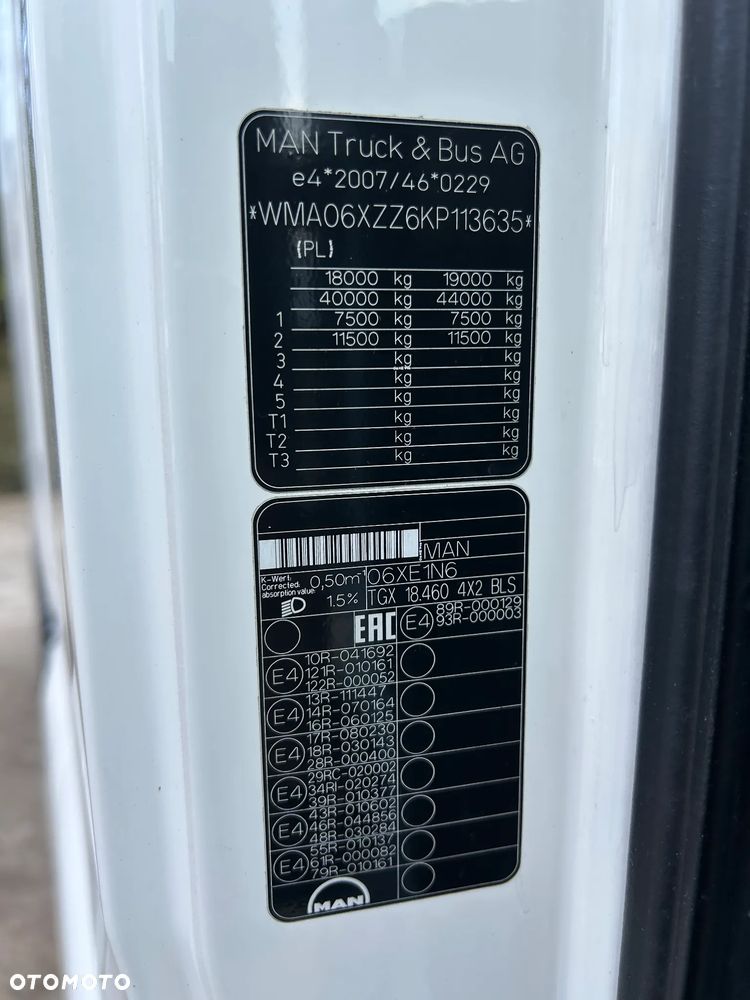 MAN Truck & Bus AG
e4*2007/46*0229
*WMA06XZZ6KP113635*
(PL)
18000 kg 19000 kg
40000 kg 44000 kg
1 7500 kg 7500 kg
2 11500 kg 11500 kg
3 kg kg
4 kg kg
5 kg kg
T1 kg kg
T2 kg kg
T3 kg kg
MAN
K-Wert:
Corrected
absorption value:
0,50m⁻¹
06XE1N6
1.5%
TGX 18.460 4X2 BLS
EAC
E4
89R-000129
93R-000003
E4
10R-041692
121R-010161
122R-000052
E4
13R-111447
14R-070164
16R-060125
E4
17R-080230
18R-030143
28R-000400
E4
29RC-020002
34RI-020274
39R-010377
E4
43R-010602
46R-044856
48R-030284
E4
55R-010137
61R-000082
79R-010161
MAN
OTOMOTO